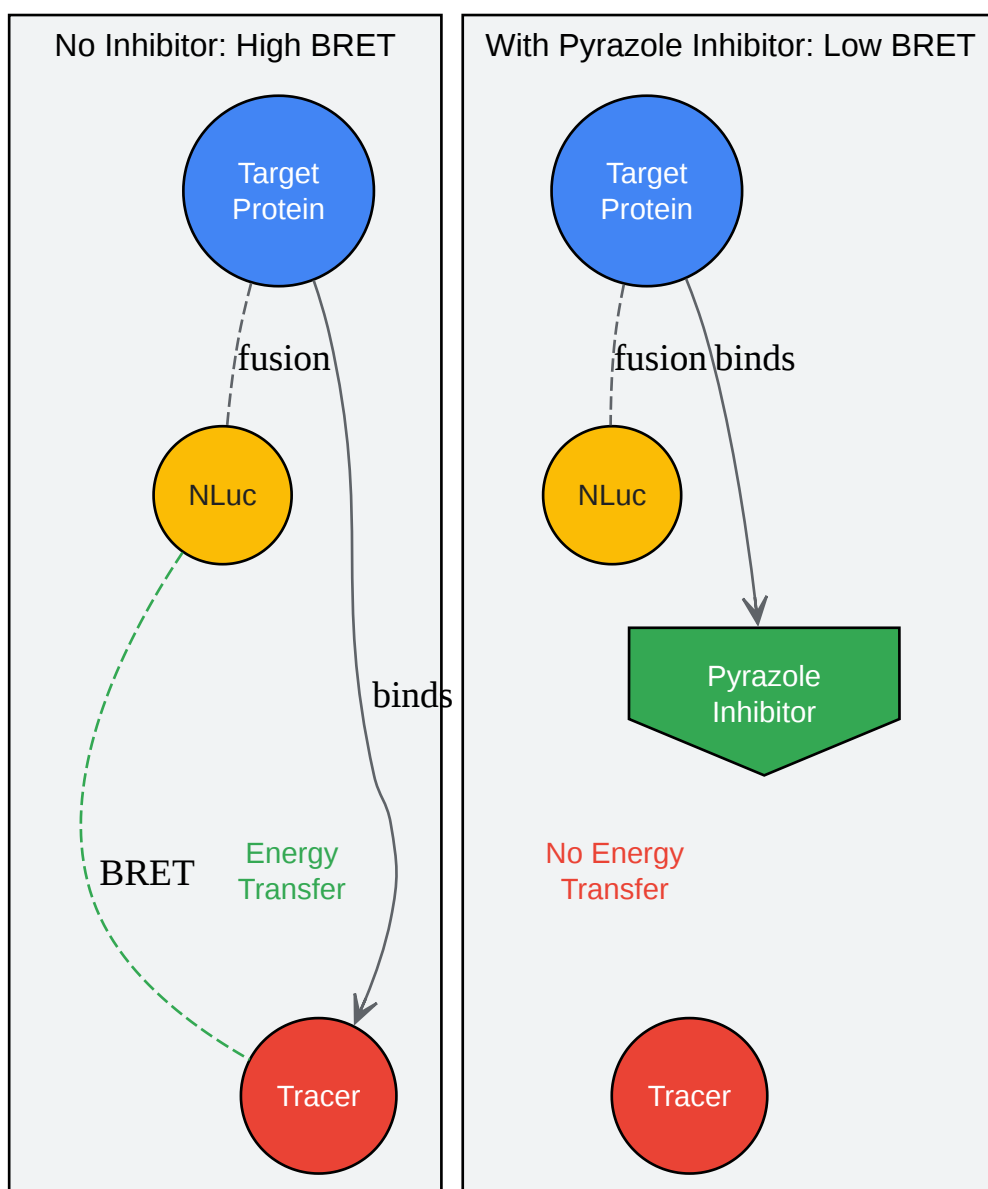 No Inhibitor: High BRET
Target
Protein
fusion
NLuc
binds
BRET
Energy
Transfer
Tracer
With Pyrazole Inhibitor: Low BRET
Target
Protein
fusion
binds
NLuc
Pyrazole
Inhibitor
No Energy
Transfer
Tracer